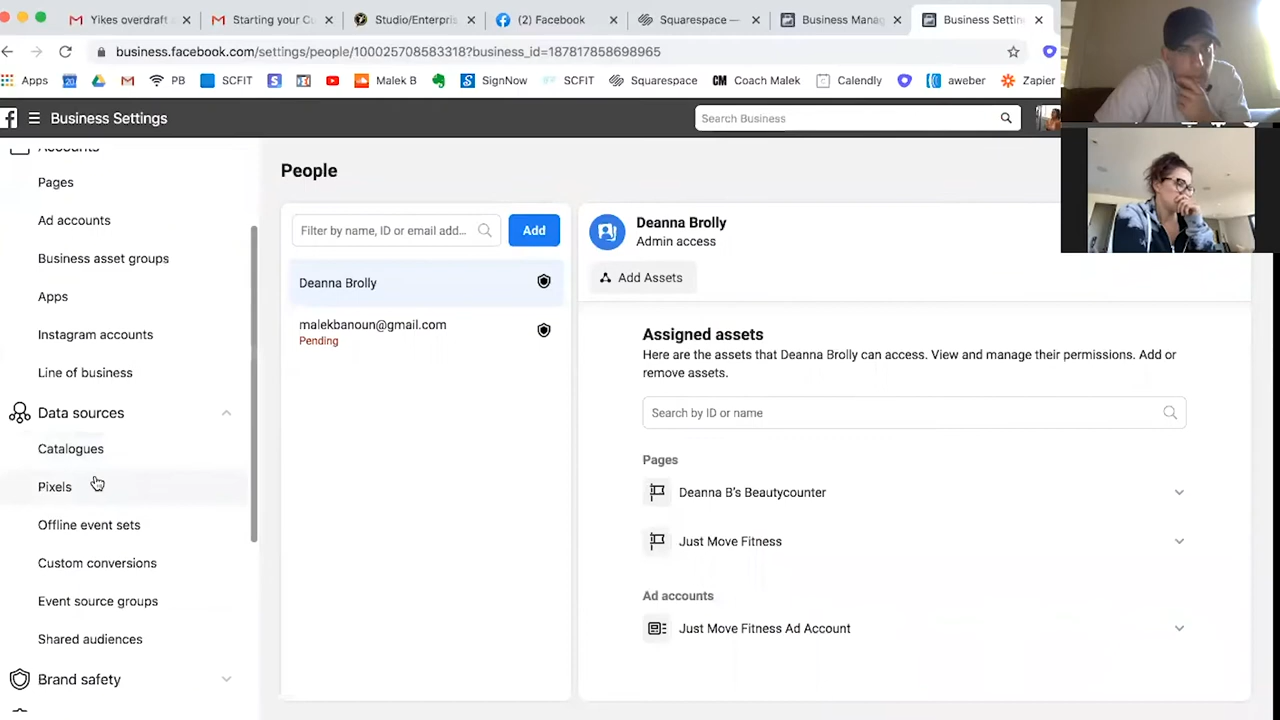 Yikes overdraft a
Starting your Cu
Studio/Enterpris
(2) Facebook
Squarespace —
Business Manag
Business Settin
business.facebook.com/settings/people/100025708583318?business_id=187817858698965
Apps
PB
SCFIT
Malek B
SignNow
SCFIT
Squarespace
CM Coach Malek
Calendly
aweber
Zapier
Business Settings
Search Business
Accounts
Pages
Ad accounts
Business asset groups
Apps
Instagram accounts
Line of business
Data sources
Catalogues
Pixels
Offline event sets
Custom conversions
Event source groups
Shared audiences
Brand safety
People
Filter by name, ID or email add...
Add
Deanna Brolly
malekbanoun@gmail.com
Pending
Deanna Brolly
Admin access
Add Assets
Assigned assets
Here are the assets that Deanna Brolly can access. View and manage their permissions. Add or
remove assets.
Search by ID or name
Pages
Deanna B's Beautycounter
Just Move Fitness
Ad accounts
Just Move Fitness Ad Account